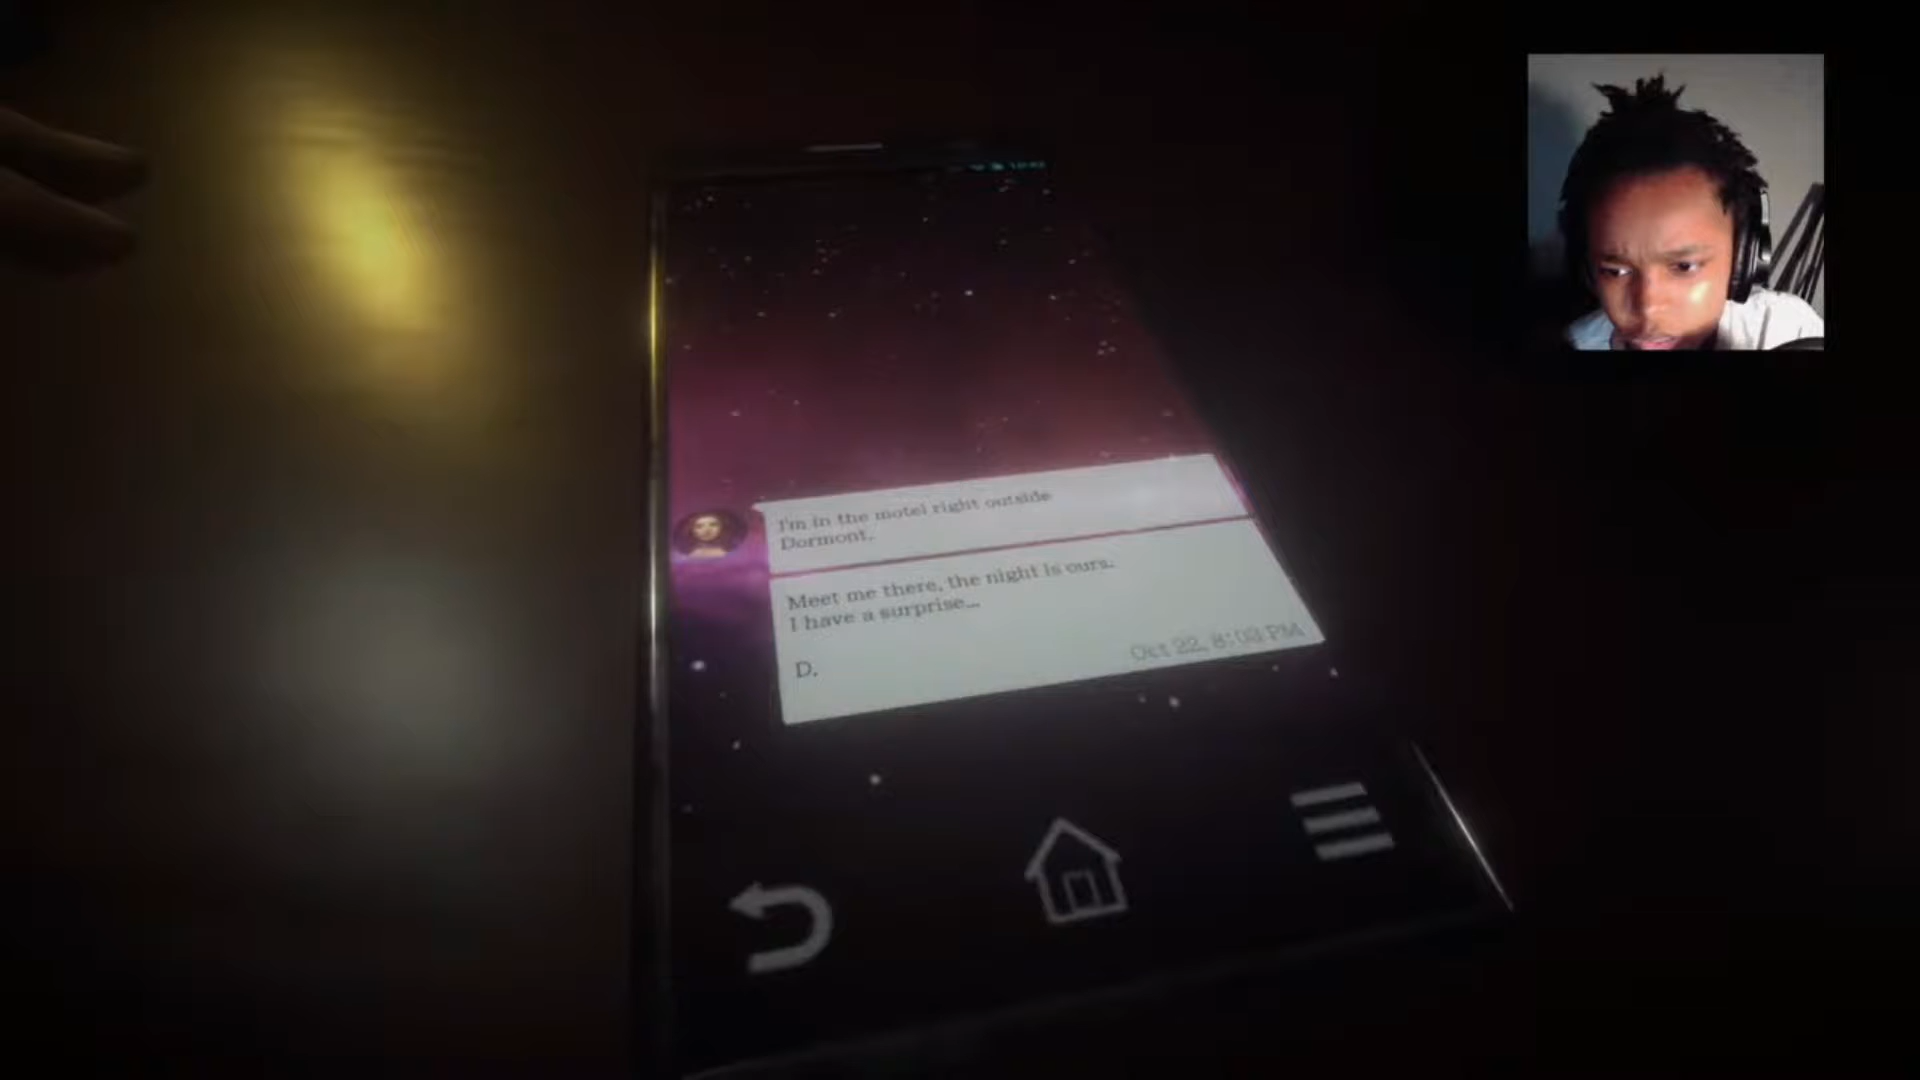 I'm in the motel right outside
Dormont.
Meet me there, the night is ours.
I have a surprise...
D.
Oct 22, 8:03 PM